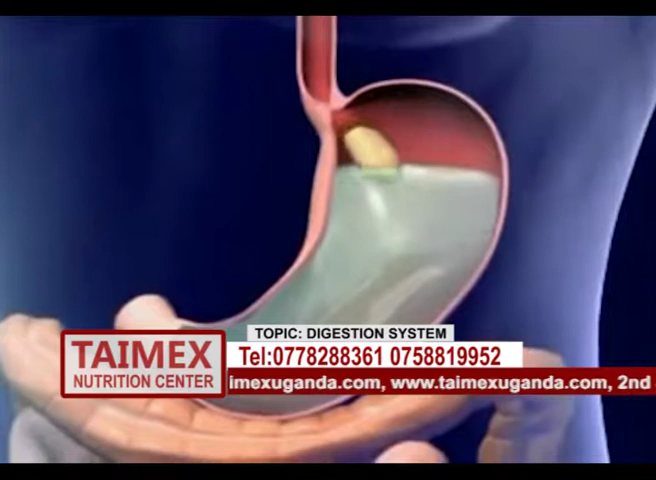 TOPIC: DIGESTION SYSTEM
TAIMEX
NUTRITION CENTER
Tel:0778288361 0758819952
imexuganda.com, www.taimexuganda.com, 2nd